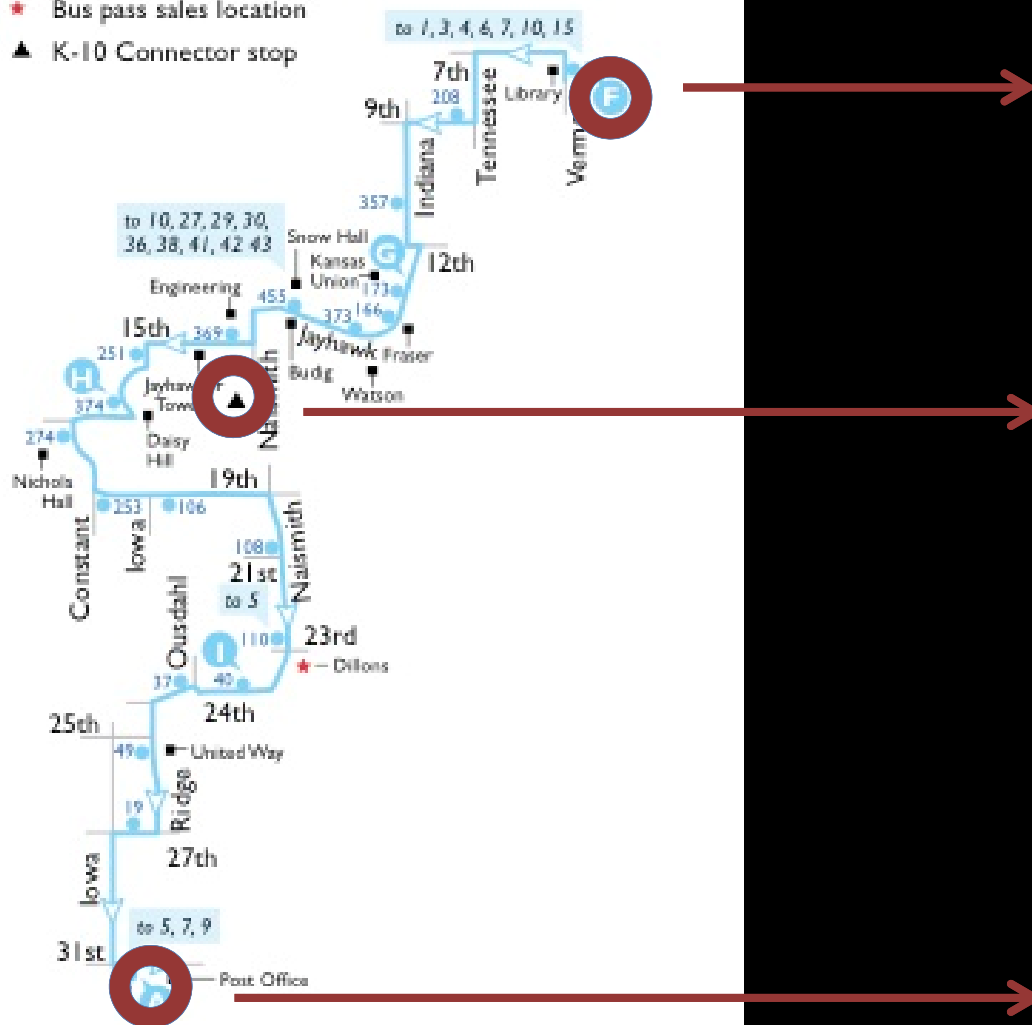 Bus pass sales location
K-10 Connector stop
to 1, 3, 4, 6, 7, 10, 15
7th
Library
F
208
9th
Tennessee
Indiana
357
to 10, 27, 29, 30,
36, 38, 41, 42 43
Snow Hall
G
12th
Kansas
Union
173
Engineering
455
166
373
15th
369
Jayhawk
Fraser
251
Budig
Watson
H
374
274
Daisy
Hill
Nichols
Hall
19th
253
106
Constant
Iowa
Naismith
108
21st
to 5
Ousdahl
110
23rd
I
Dillons
37
40
24th
25th
49
United Way
19
Ridge
27th
Iowa
to 5, 7, 9
31st
Post Office